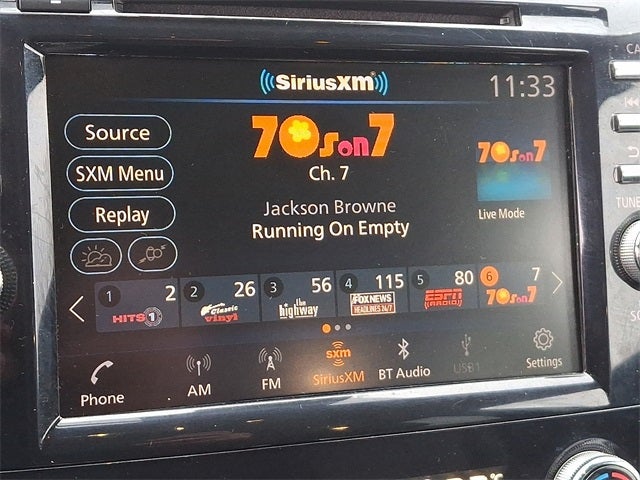 SiriusXM
11:33
Source
70s on 7
70s on 7
SXM Menu
Ch. 7
Replay
Jackson Browne
Live Mode
Running On Empty
1 2 2 26 3 56 4 115 5 80 6 7
HITS 1
Classic vinyl
the highway
FOX NEWS
HEADLINES 24/7
ESPN
RADIO
70s on 7
Phone
AM
FM
sxm
SiriusXM
BT Audio
USB1
Settings
CA
TUNE